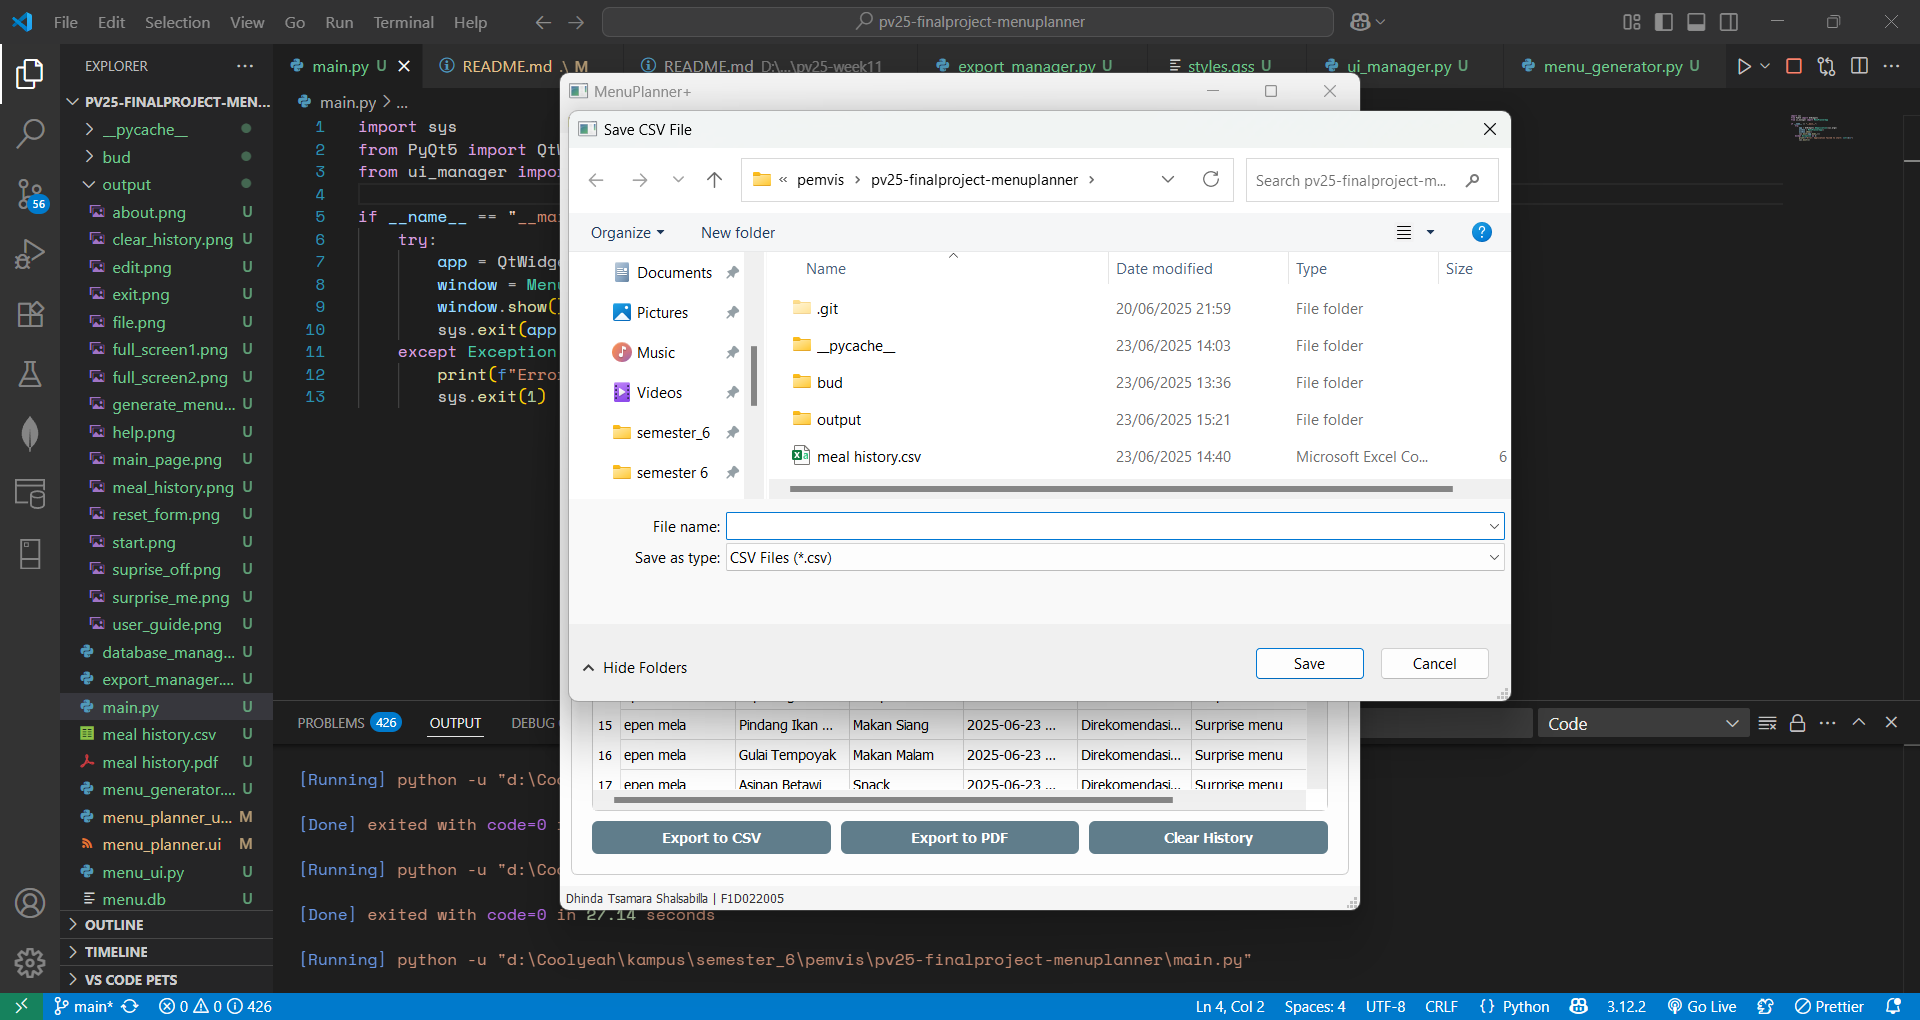 File Edit Selection View Go Run Terminal Help
pv25-finalproject-menuplanner
EXPLORER
PV25-FINALPROJECT-MEN...
__pycache__
bud
output
about.png U
clear_history.png U
edit.png U
exit.png U
file.png U
full_screen1.png U
full_screen2.png U
generate_menu... U
help.png U
main_page.png U
meal_history.png U
reset_form.png U
start.png U
suprise_off.png U
surprise_me.png U
user_guide.png U
database_manag... U
export_manager.... U
main.py U
meal history.csv U
meal history.pdf U
menu_generator.... U
menu_planner_u... M
menu_planner.ui M
menu_ui.py U
menu.db U
OUTLINE
TIMELINE
VS CODE PETS
56
main.py U
README.md .\ M
README.md D:\...\pv25-week11
export_manager.py U
styles.qss U
ui_manager.py U
menu_generator.py U
main.py > ...
1 import sys
2 from PyQt5 import QtW
3 from ui_manager impor
4
5 if __name__ == "__mai
6 try:
7 app = QtWidge
8 window = Menu
9 window.show()
10 sys.exit(app
11 except Exception
12 print(f"Erro
13 sys.exit(1)
MenuPlanner+
Save CSV File
« pemvis > pv25-finalproject-menuplanner >
Search pv25-finalproject-m...
Organize
New folder
?
Documents
Pictures
Music
Videos
semester_6
semester 6
Name Date modified Type Size
.git 20/06/2025 21:59 File folder
__pycache__ 23/06/2025 14:03 File folder
bud 23/06/2025 13:36 File folder
output 23/06/2025 15:21 File folder
meal history.csv 23/06/2025 14:40 Microsoft Excel Co... 6
File name:
Save as type: CSV Files (*.csv)
Hide Folders
Save
Cancel
15 epen mela Pindang Ikan ... Makan Siang 2025-06-23 ... Direkomendasi... Surprise menu
16 epen mela Gulai Tempoyak Makan Malam 2025-06-23 ... Direkomendasi... Surprise menu
17 epen mela Asinan Betawi Snack 2025-06-23 ... Direkomendasi... Surprise menu
Export to CSV
Export to PDF
Clear History
Dhinda Tsamara Shalsabilla | F1D022005
PROBLEMS 426 OUTPUT DEBUG
Code
[Running] python -u "d:\Coo
[Done] exited with code=0 i
[Running] python -u "d:\Coo
[Done] exited with code=0 in 27.14 seconds
[Running] python -u "d:\Coolyeah\kampus\semester_6\pemvis\pv25-finalproject-menuplanner\main.py"
main* 0 0 426
Ln 4, Col 2 Spaces: 4 UTF-8 CRLF {} Python 3.12.2 Go Live Prettier